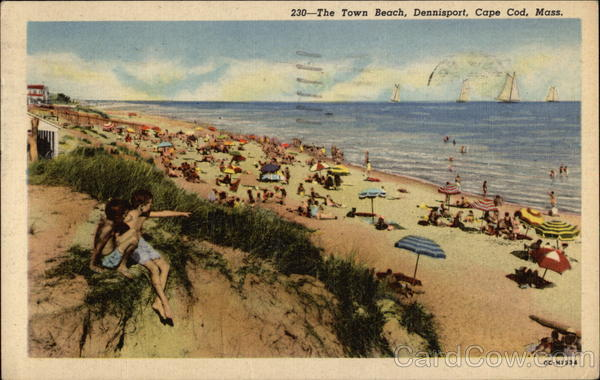 230—The Town Beach, Dennisport, Cape Cod, Mass.
CardCow.com